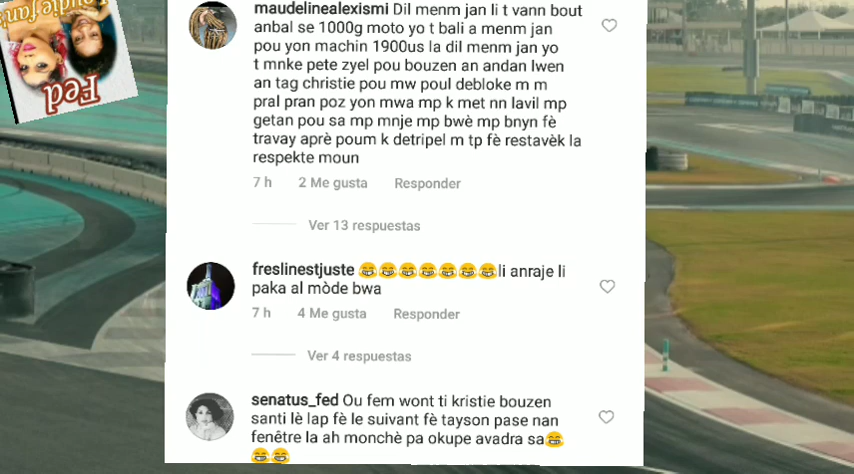 oudie fan's
Fed
maudelinealexismi Dil menm jan li t vann bout
anbal se 1000g moto yo t bali a menm jan
pou yon machin 1900us la dil menm jan yo
t mnke pete zyel pou bouzen an andan lwen
an tag christie pou mw poul debloke m m
pral pran poz yon mwa mp k met nn lavil mp
getan pou sa mp mnje mp bwè mp bnyn fè
travay aprè poum k detripel m tp fè restavèk la
respekte moun
7 h 2 Me gusta Responder
Ver 13 respuestas
freslinestjuste 😂😂😂😂😂😂😂li anraje li
paka al mòde bwa
7 h 4 Me gusta Responder
Ver 4 respuestas
senatus_fed Ou fem wont ti kristie bouzen
santi lè lap fè le suivant fè tayson pase nan
fenêtre la ah monchè pa okupe avadra sa😂
😂😂